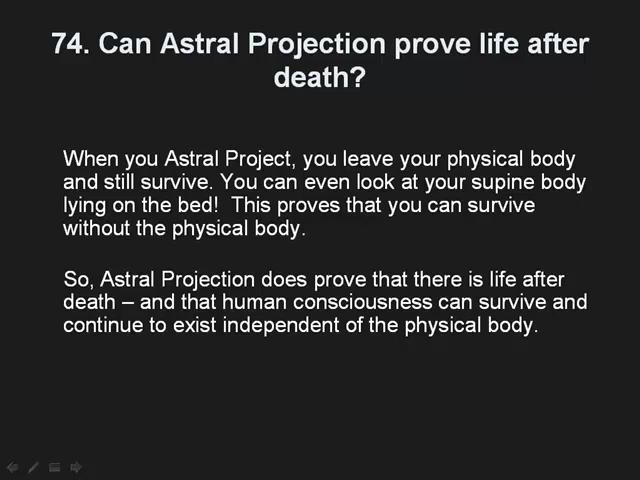 74. Can Astral Projection prove life after
death?
When you Astral Project, you leave your physical body
and still survive. You can even look at your supine body
lying on the bed!  This proves that you can survive
without the physical body.
So, Astral Projection does prove that there is life after
death – and that human consciousness can survive and
continue to exist independent of the physical body.